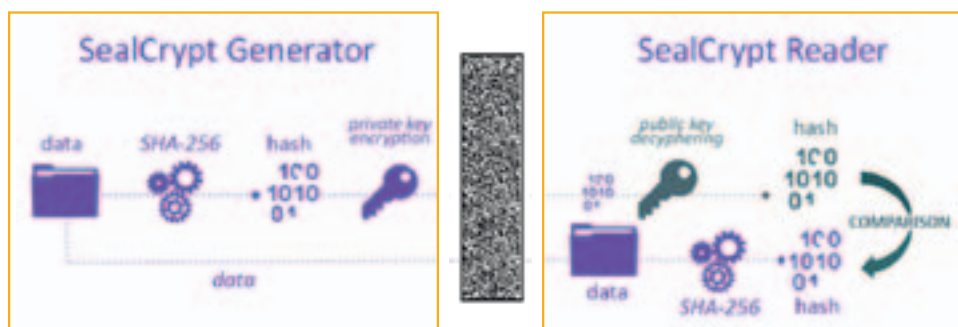 SealCrypt Generator
data
SHA-256
hash
private key
encryption
100
1010
01
data
SealCrypt Reader
public key
decyphering
hash
100
1010
01
100
1010
01
COMPARISON
100
1010
01
data
SHA-256
hash